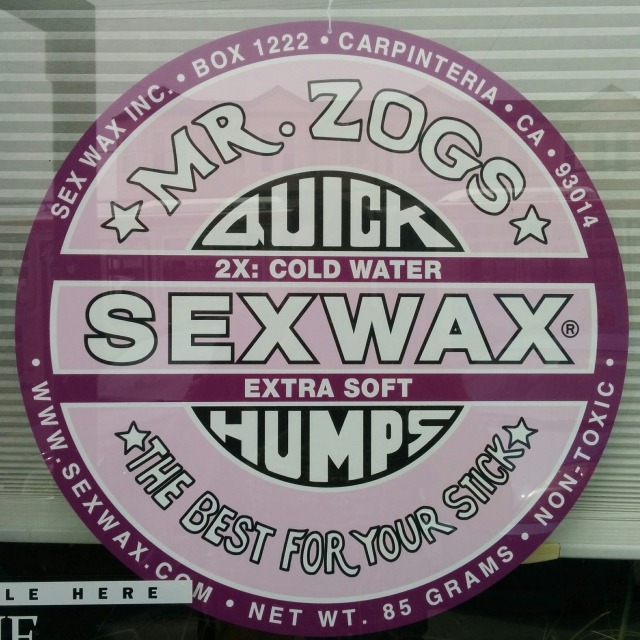 SEX WAX INC. • BOX 1222 • CARPINTERIA • CA • 93014
MR. ZOGS
QUICK
2X: COLD WATER
SEXWAX®
EXTRA SOFT
HUMPS
THE BEST FOR YOUR STICK
• WWW.SEXWAX.COM • NET WT. 85 GRAMS • NON-TOXIC •
LE HERE